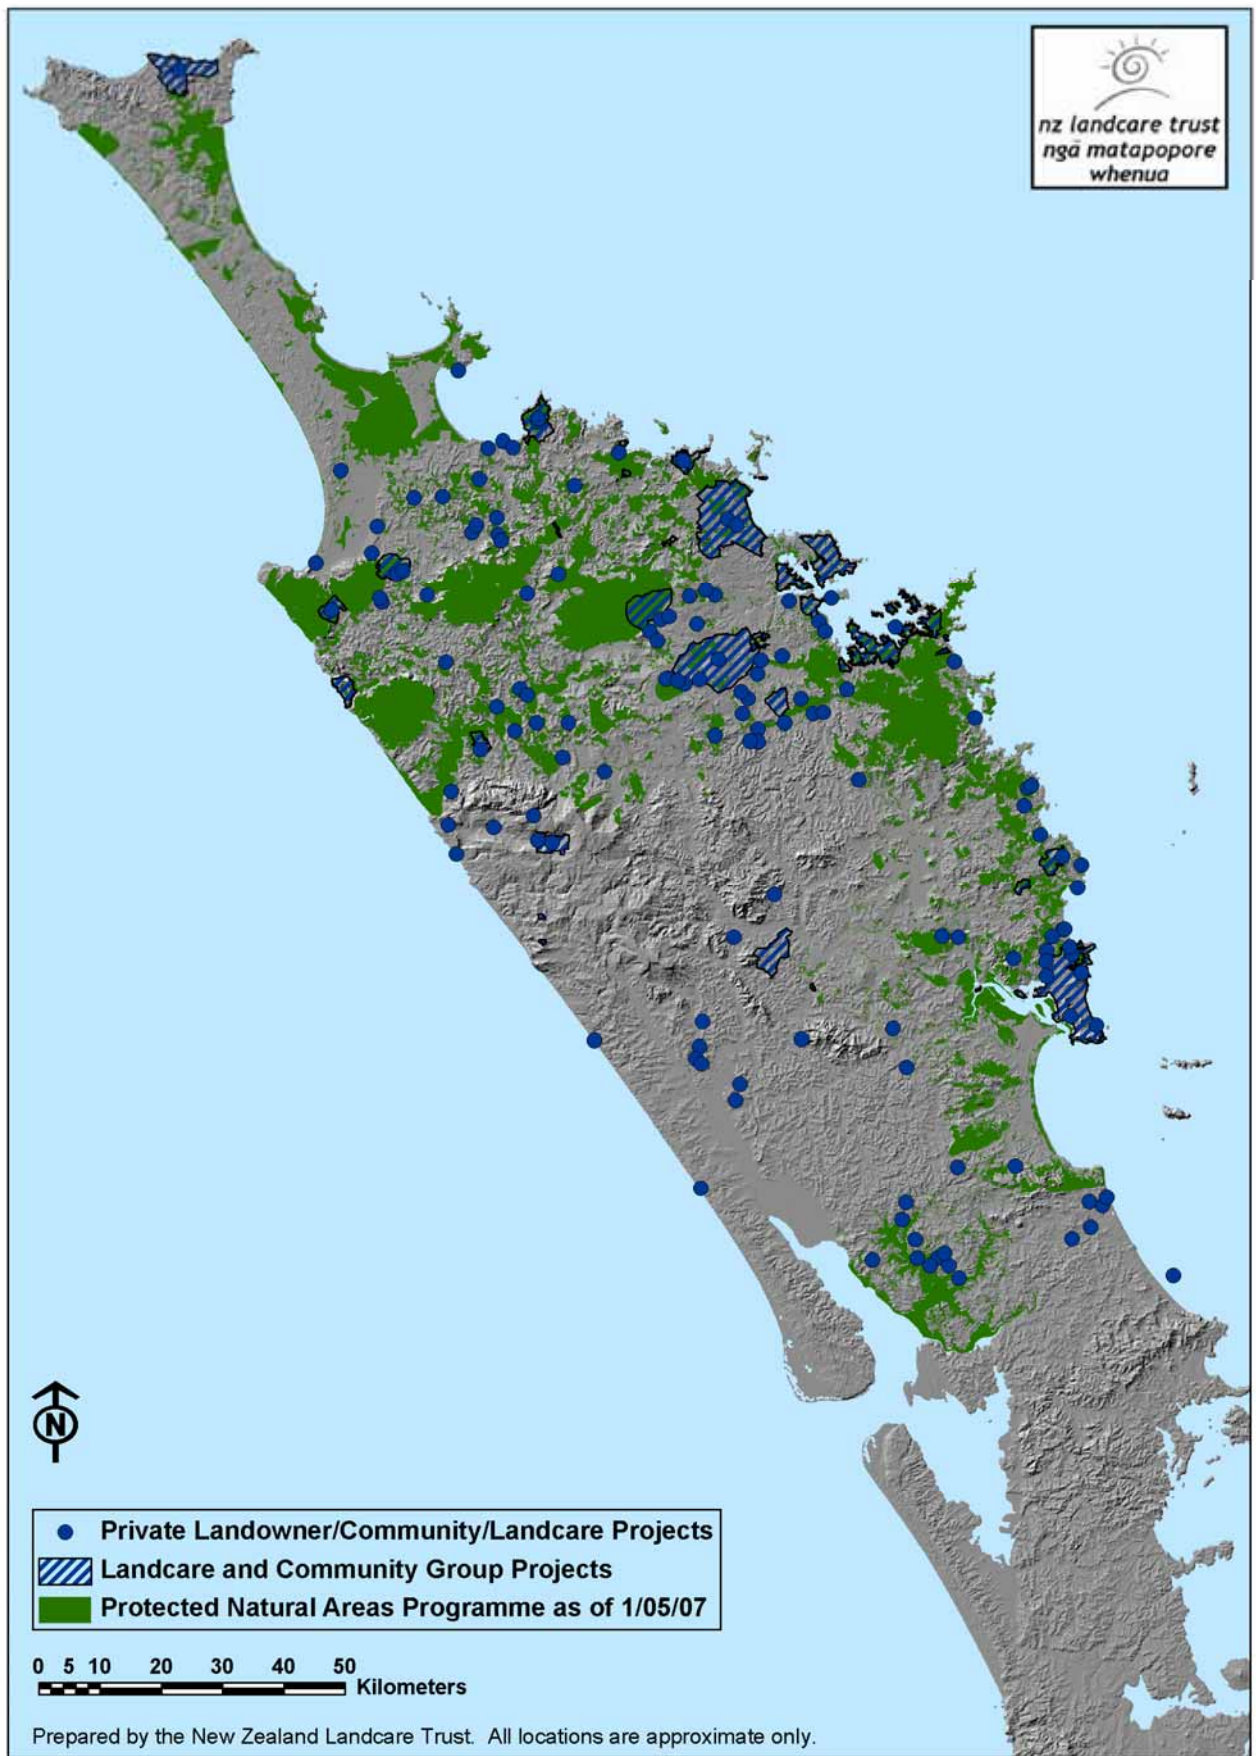 nz landcare trust
ngā matapopore
whenua
N
Private Landowner/Community/Landcare Projects
Landcare and Community Group Projects
Protected Natural Areas Programme as of 1/05/07
0 5 10 20 30 40 50
Kilometers
Prepared by the New Zealand Landcare Trust. All locations are approximate only.